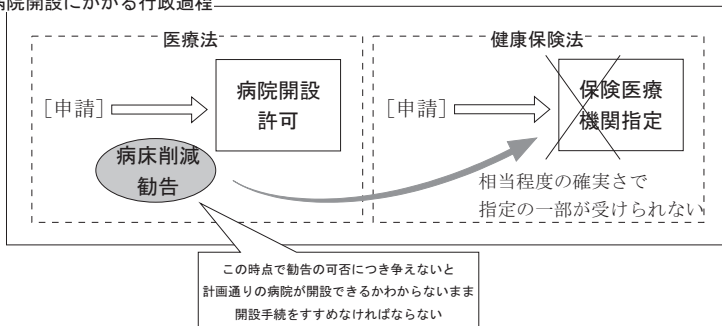 病院開設にかかる行政過程
医療法
健康保険法
[申請]
病院開設
許可
[申請]
保険医療
機関指定
病床削減
勧告
相当程度の確実さで
指定の一部が受けられない
この時点で勧告の可否につき争えないと
計画通りの病院が開設できるかわからないまま
開設手続をすすめなければならない